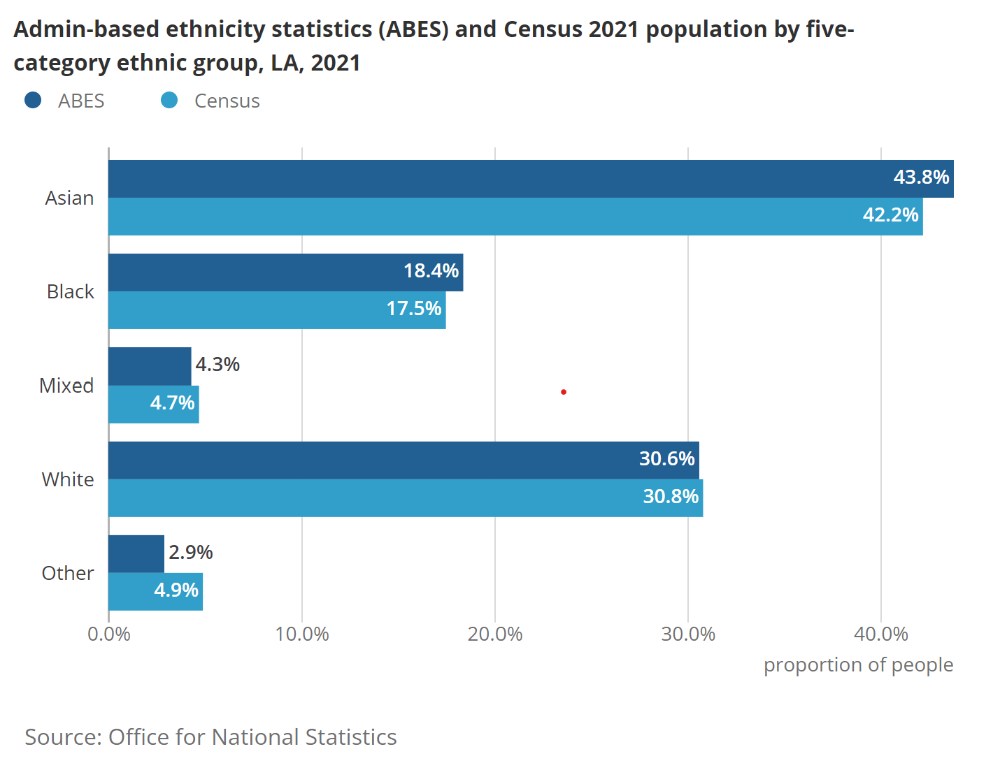 Admin-based ethnicity statistics (ABES) and Census 2021 population by five-
category ethnic group, LA, 2021
ABES Census
43.8%
Asian
42.2%
18.4%
Black
17.5%
4.3%
Mixed
4.7%
30.6%
White
30.8%
2.9%
Other
4.9%
0.0% 10.0% 20.0% 30.0% 40.0%
proportion of people
Source: Office for National Statistics